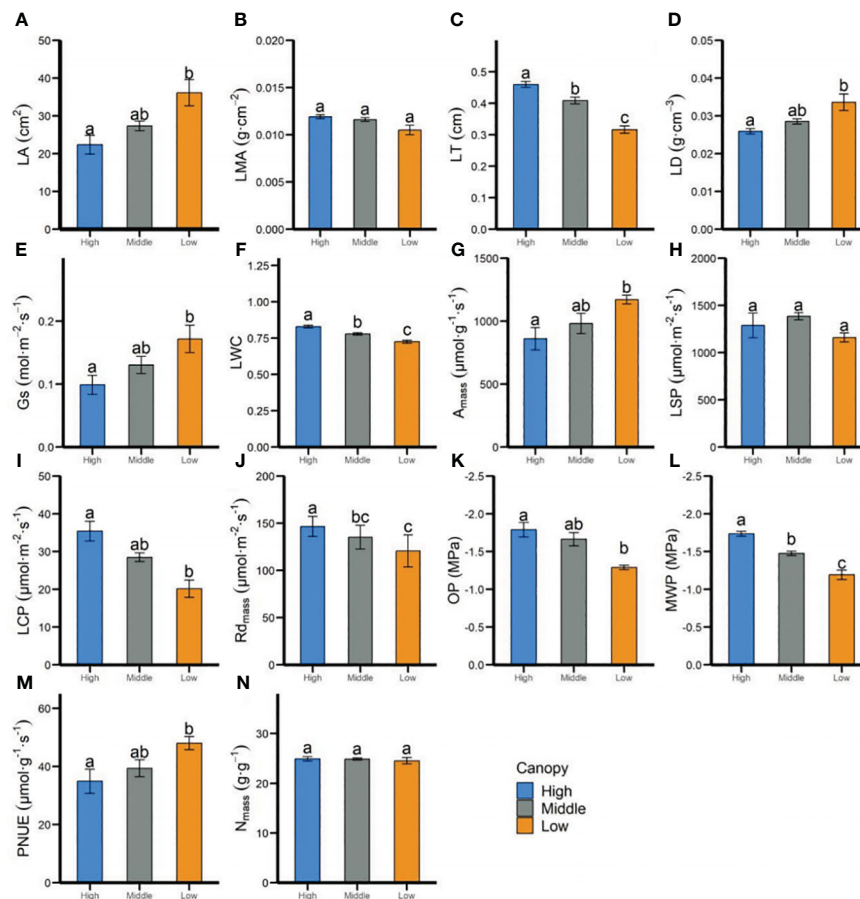 A
LA (cm²)
50
40
30
20
10
0
a
ab
b
High
Middle
Low
B
LMA (g·cm⁻²)
0.020
0.015
0.010
0.005
0.000
a
a
a
High
Middle
Low
C
LT (cm)
0.5
0.4
0.3
0.2
0.1
0.0
a
b
c
High
Middle
Low
D
LD (g·cm⁻³)
0.05
0.04
0.03
0.02
0.01
0.00
a
ab
b
High
Middle
Low
E
Gs (mol·m⁻²·s⁻¹)
0.2
0.1
0.0
a
ab
b
High
Middle
Low
F
LWC
1.25
1.00
0.75
0.50
0.25
0.00
a
b
c
High
Middle
Low
G
Amass (μmol·g⁻¹·s⁻¹)
1500
1000
500
0
a
ab
b
High
Middle
Low
H
LSP (μmol·m⁻²·s⁻¹)
2000
1500
1000
500
0
a
a
a
High
Middle
Low
I
LCP (μmol·m⁻²·s⁻¹)
50
40
30
20
10
0
a
ab
b
High
Middle
Low
J
Rdmass (μmol·m⁻²·s⁻¹)
200
150
100
50
0
a
bc
c
High
Middle
Low
K
OP (MPa)
-2.5
-2.0
-1.5
-1.0
-0.5
0.0
a
ab
b
High
Middle
Low
L
MWP (MPa)
-2.5
-2.0
-1.5
-1.0
-0.5
0.0
a
b
c
High
Middle
Low
M
PNUE (μmol·g⁻¹·s⁻¹)
60
40
20
0
a
ab
b
High
Middle
Low
N
Nmass (g·g⁻¹)
30
20
10
0
a
a
a
High
Middle
Low
Canopy
High
Middle
Low